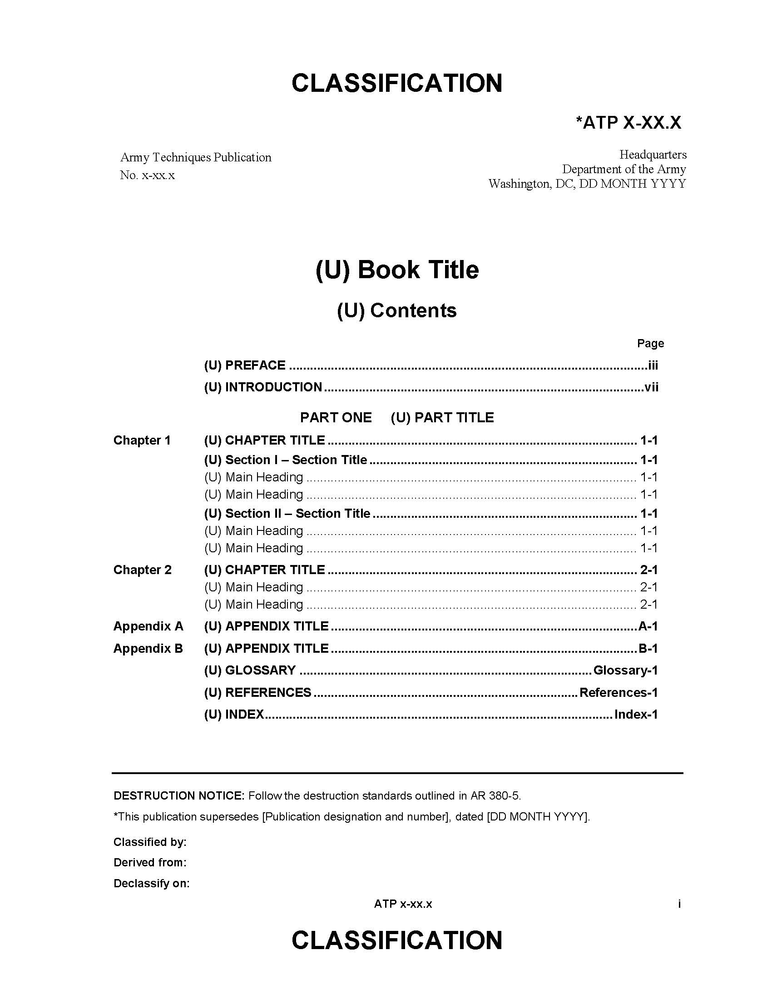 CLASSIFICATION
*ATP X-XX.X
Army Techniques Publication
No. x-xx.x
Headquarters
Department of the Army
Washington, DC, DD MONTH YYYY
(U) Book Title
(U) Contents
Page
(U) PREFACE ........................................................................................................iii
(U) INTRODUCTION.............................................................................................vii
PART ONE (U) PART TITLE
Chapter 1 (U) CHAPTER TITLE .......................................................................................... 1-1
(U) Section I – Section Title ............................................................................. 1-1
(U) Main Heading ................................................................................................ 1-1
(U) Main Heading ................................................................................................ 1-1
(U) Section II – Section Title ............................................................................ 1-1
(U) Main Heading ................................................................................................ 1-1
(U) Main Heading ................................................................................................ 1-1
Chapter 2 (U) CHAPTER TITLE .......................................................................................... 2-1
(U) Main Heading ................................................................................................ 2-1
(U) Main Heading ................................................................................................ 2-1
Appendix A (U) APPENDIX TITLE.........................................................................................A-1
Appendix B (U) APPENDIX TITLE.........................................................................................B-1
(U) GLOSSARY .....................................................................................Glossary-1
(U) REFERENCES............................................................................References-1
(U) INDEX.....................................................................................................Index-1
DESTRUCTION NOTICE: Follow the destruction standards outlined in AR 380-5.
*This publication supersedes [Publication designation and number], dated [DD MONTH YYYY].
Classified by:
Derived from:
Declassify on:
ATP x-xx.x i
CLASSIFICATION